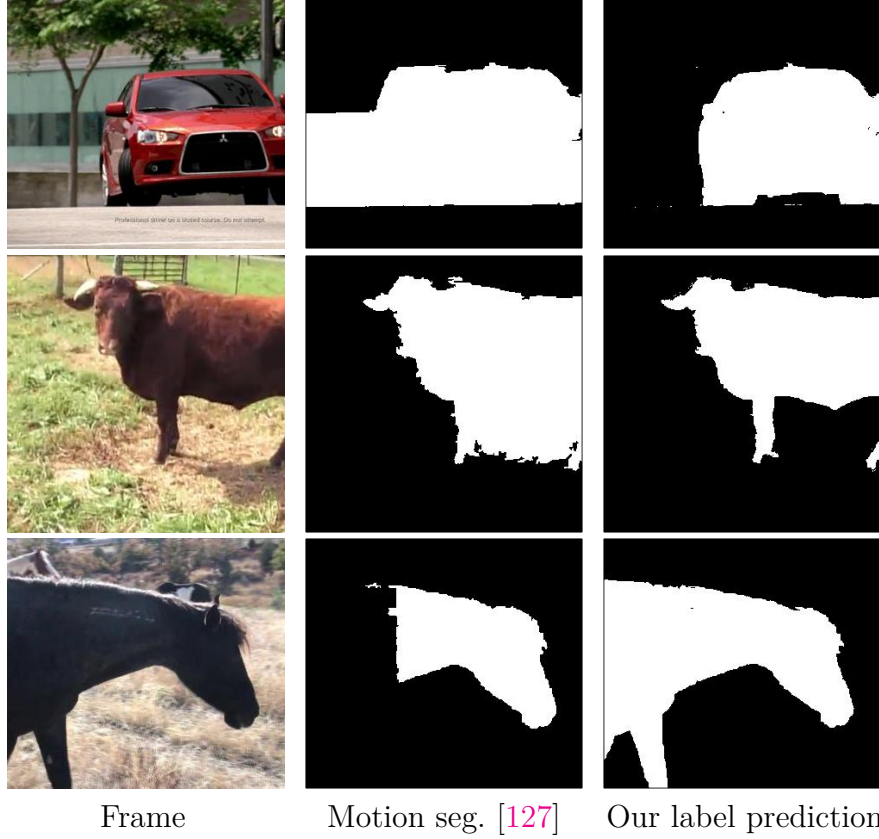 Professional driver on a closed course. Do not attempt.
Frame
Motion seg. [127]
Our label prediction